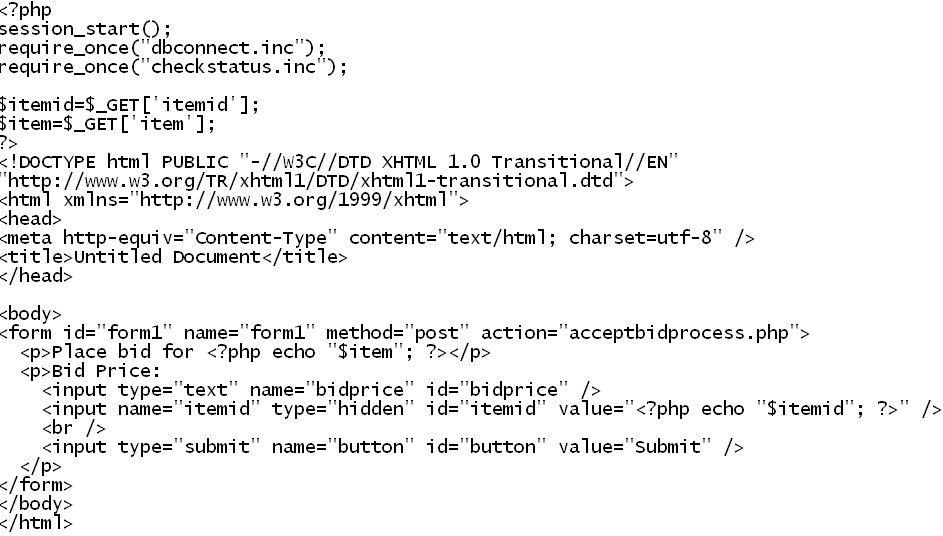 <?php
session_start();
require_once("dbconnect.inc");
require_once("checkstatus.inc");

$itemid=$_GET['itemid'];
$item=$_GET['item'];
?>
<!DOCTYPE html PUBLIC "-//W3C//DTD XHTML 1.0 Transitional//EN"
"http://www.w3.org/TR/xhtml1/DTD/xhtml1-transitional.dtd">
<html xmlns="http://www.w3.org/1999/xhtml">
<head>
<meta http-equiv="Content-Type" content="text/html; charset=utf-8" />
<title>Untitled Document</title>
</head>

<body>
<form id="form1" name="form1" method="post" action="acceptbidprocess.php">
  <p>Place bid for <?php echo "$item"; ?></p>
  <p>Bid Price:
    <input type="text" name="bidprice" id="bidprice" />
    <input name="itemid" type="hidden" id="itemid" value="<?php echo "$itemid"; ?>" />
    <br />
    <input type="submit" name="button" id="button" value="Submit" />
  </p>
</form>
</body>
</html>